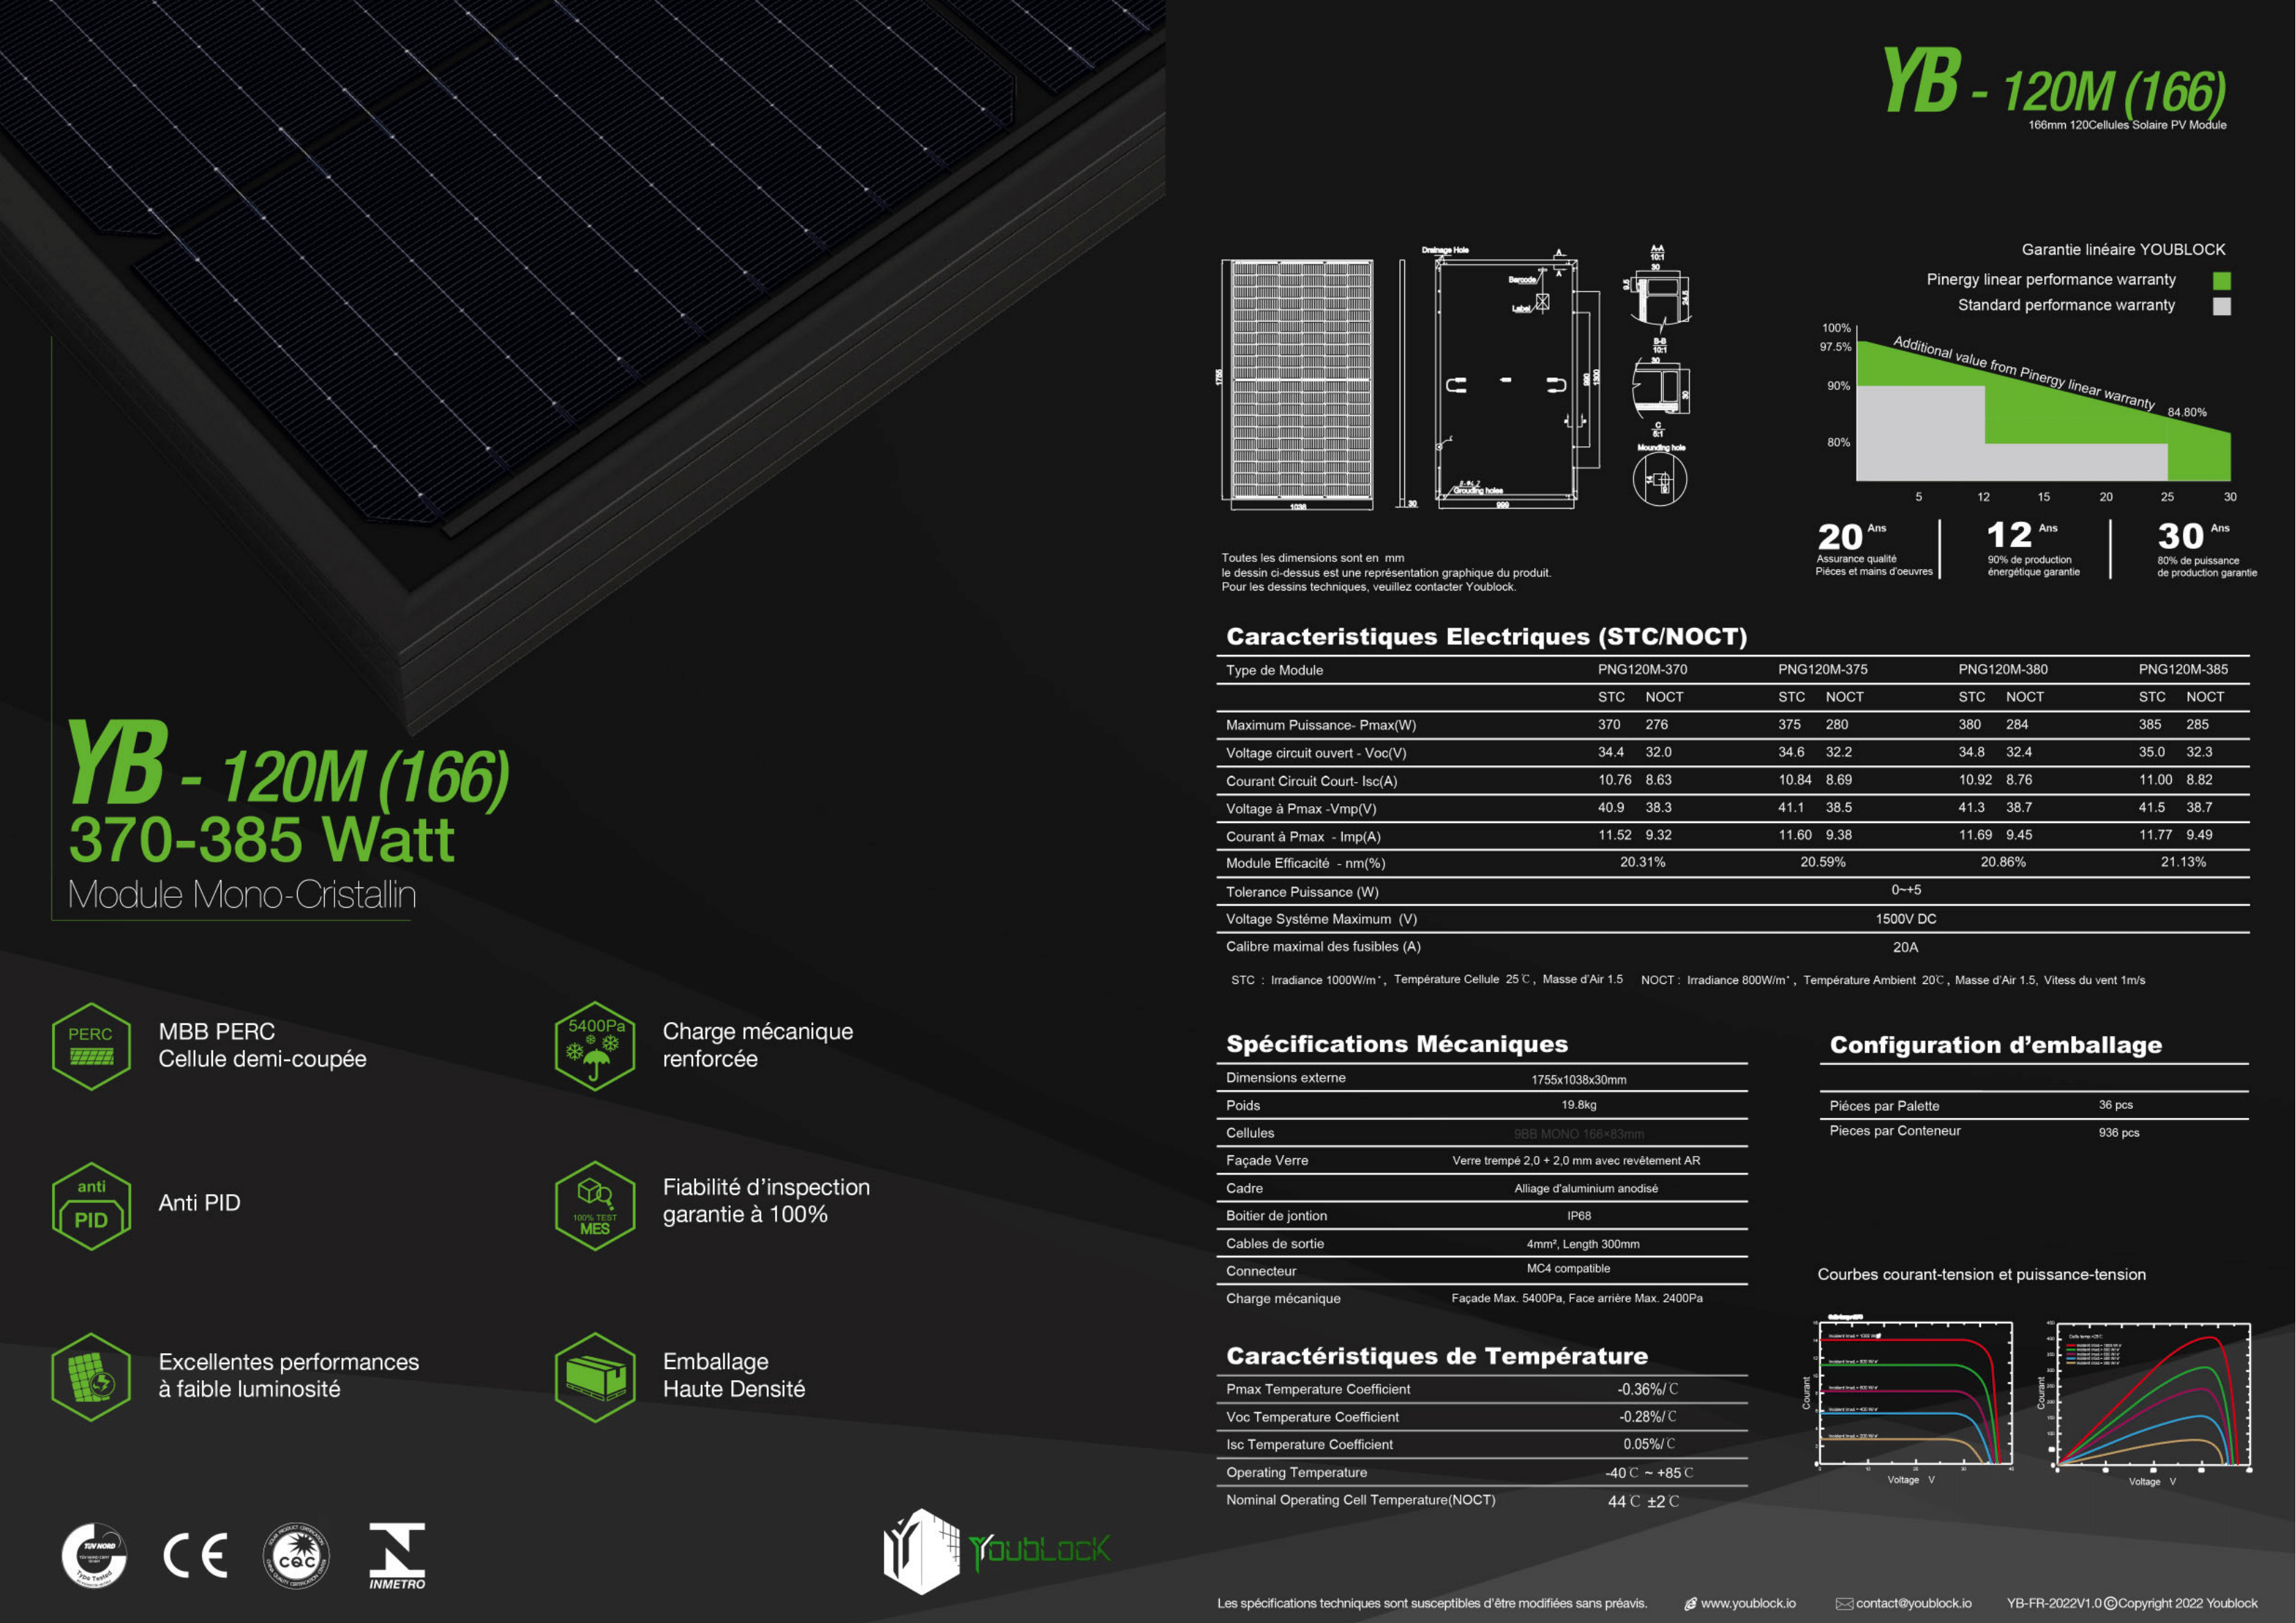 YB - 120M (166)
370-385 Watt
Module Mono-Cristallin
PERC
MBB PERC
Cellule demi-coupée
5400Pa
Charge mécanique
renforcée
anti
PID
Anti PID
100% TEST
MES
Fiabilité d'inspection
garantie à 100%
Excellentes performances
à faible luminosité
Emballage
Haute Densité
TÜV NORD
Type Tested
CE
CQC
INMETRO
YOUBLOCK
YB - 120M (166)
166mm 120Cellules Solaire PV Module
Drainage Hole
Barcode
Label
A
A
A-A
10:1
30
9.5
24.5
B-B
10:1
30
30
C
5:1
Mounding hole
14
1755
1038
30
990
1300
Grouding holes
999
Toutes les dimensions sont en mm
le dessin ci-dessus est une représentation graphique du produit.
Pour les dessins techniques, veuillez contacter Youblock.
Garantie linéaire YOUBLOCK
Pinergy linear performance warranty
Standard performance warranty
100%
97.5%
90%
80%
Additional value from Pinergy linear warranty
84.80%
5 12 15 20 25 30
20 Ans
Assurance qualité
Piéces et mains d'oeuvres
12 Ans
90% de production
énergétique garantie
30 Ans
80% de puissance
de production garantie
Caracteristiques Electriques (STC/NOCT)
Type de Module PNG120M-370 PNG120M-375 PNG120M-380 PNG120M-385
STC NOCT STC NOCT STC NOCT STC NOCT
Maximum Puissance- Pmax(W) 370 276 375 280 380 284 385 285
Voltage circuit ouvert - Voc(V) 34.4 32.0 34.6 32.2 34.8 32.4 35.0 32.3
Courant Circuit Court- Isc(A) 10.76 8.63 10.84 8.69 10.92 8.76 11.00 8.82
Voltage à Pmax -Vmp(V) 40.9 38.3 41.1 38.5 41.3 38.7 41.5 38.7
Courant à Pmax - Imp(A) 11.52 9.32 11.60 9.38 11.69 9.45 11.77 9.49
Module Efficacité - nm(%) 20.31% 20.59% 20.86% 21.13%
Tolerance Puissance (W) 0~+5
Voltage Systéme Maximum (V) 1500V DC
Calibre maximal des fusibles (A) 20A
STC : Irradiance 1000W/m², Température Cellule 25℃, Masse d'Air 1.5 NOCT : Irradiance 800W/m², Température Ambient 20℃, Masse d'Air 1.5, Vitess du vent 1m/s
Spécifications Mécaniques
Dimensions externe 1755x1038x30mm
Poids 19.8kg
Cellules 9BB MONO 166×83mm
Façade Verre Verre trempé 2,0 + 2,0 mm avec revêtement AR
Cadre Alliage d'aluminium anodisé
Boitier de jontion IP68
Cables de sortie 4mm², Length 300mm
Connecteur MC4 compatible
Charge mécanique Façade Max. 5400Pa, Face arrière Max. 2400Pa
Configuration d'emballage
Piéces par Palette 36 pcs
Pieces par Conteneur 936 pcs
Caractéristiques de Température
Pmax Temperature Coefficient -0.36%/℃
Voc Temperature Coefficient -0.28%/℃
Isc Temperature Coefficient 0.05%/℃
Operating Temperature -40℃ ~ +85℃
Nominal Operating Cell Temperature(NOCT) 44℃ ±2℃
Courbes courant-tension et puissance-tension
Courant
Voltage V
Courant
Voltage V
Les spécifications techniques sont susceptibles d'être modifiées sans préavis. www.youblock.io contact@youblock.io YB-FR-2022V1.0©Copyright 2022 Youblock